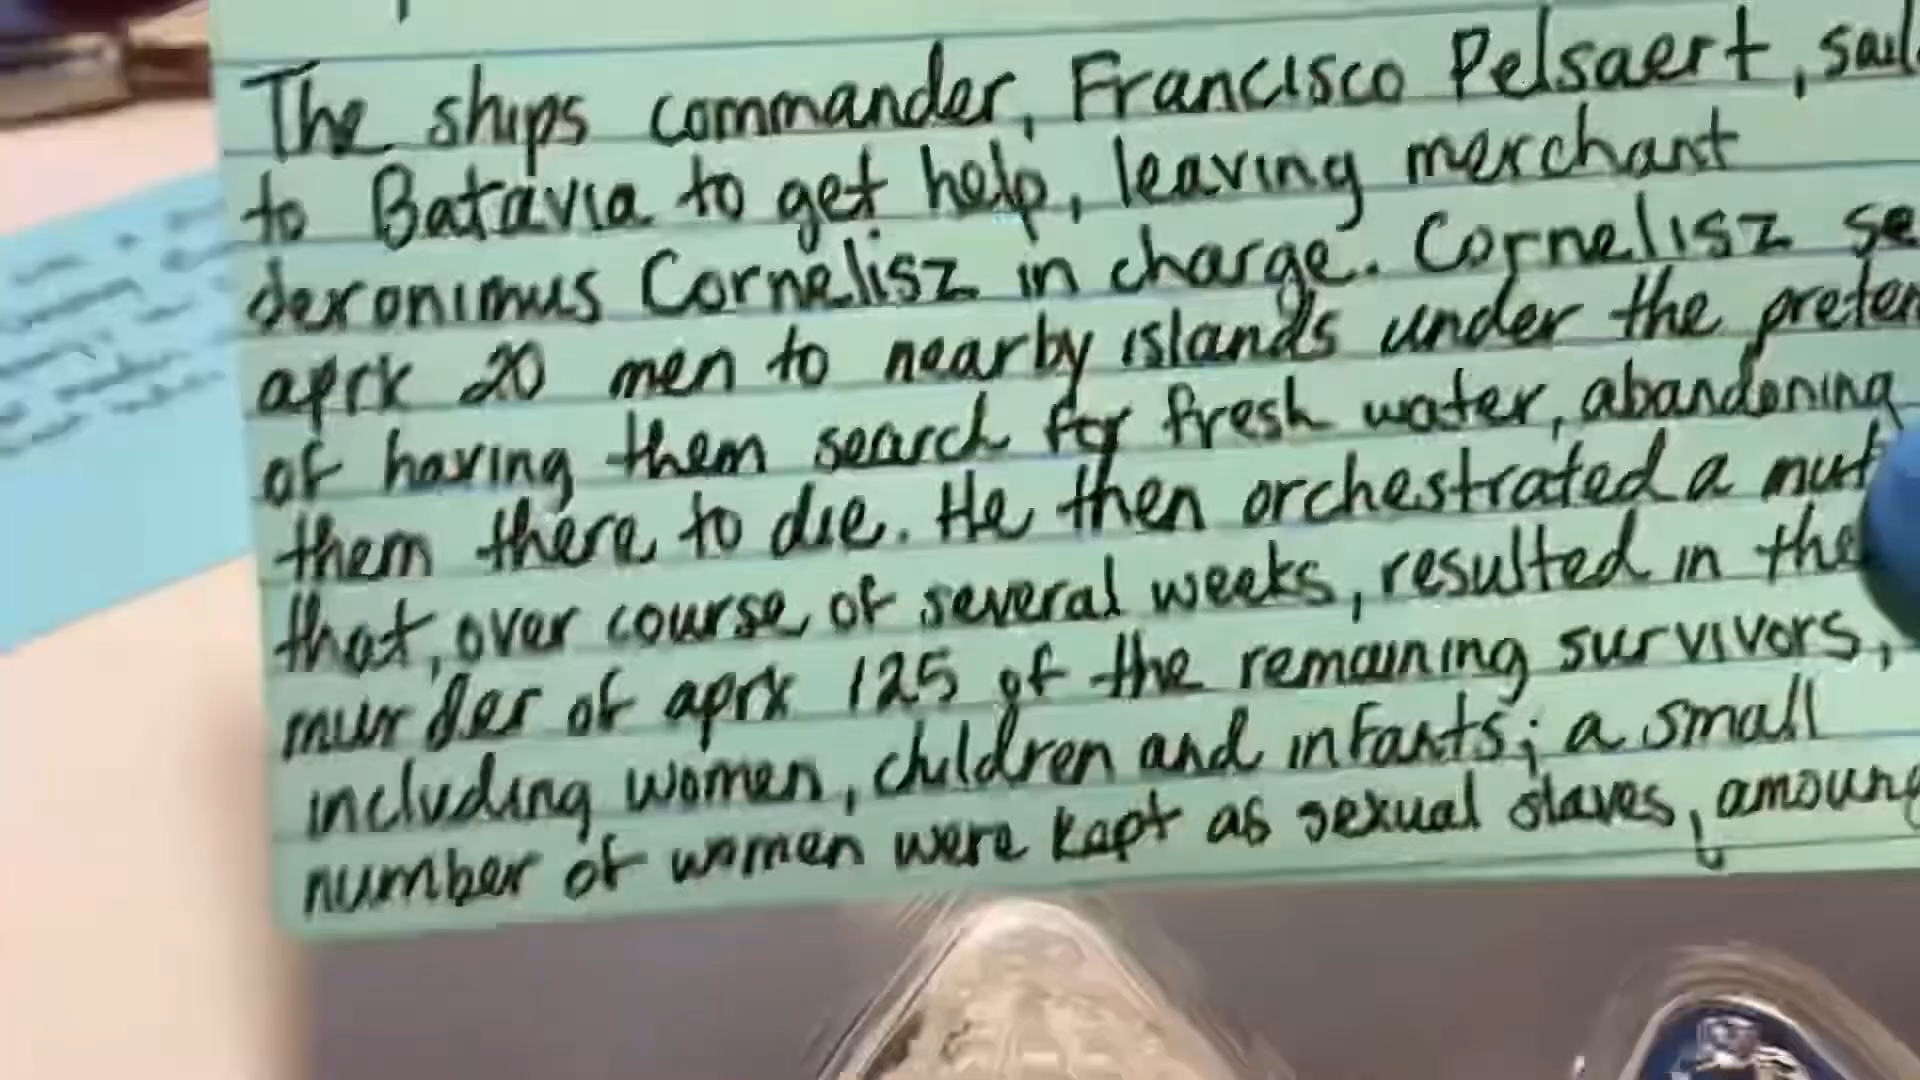 The ships commander, Francisco Pelsaert, sail
to Batavia to get help, leaving merchant
Jeronimus Cornelisz in charge. Cornelisz se
aprx 20 men to nearby islands under the preten
of having them search for fresh water, abandoning
them there to die. He then orchestrated a mut
that, over course of several weeks, resulted in the
murder of aprx 125 of the remaining survivors,
including women, children and infants; a small
number of women were kept as sexual slaves, amoung